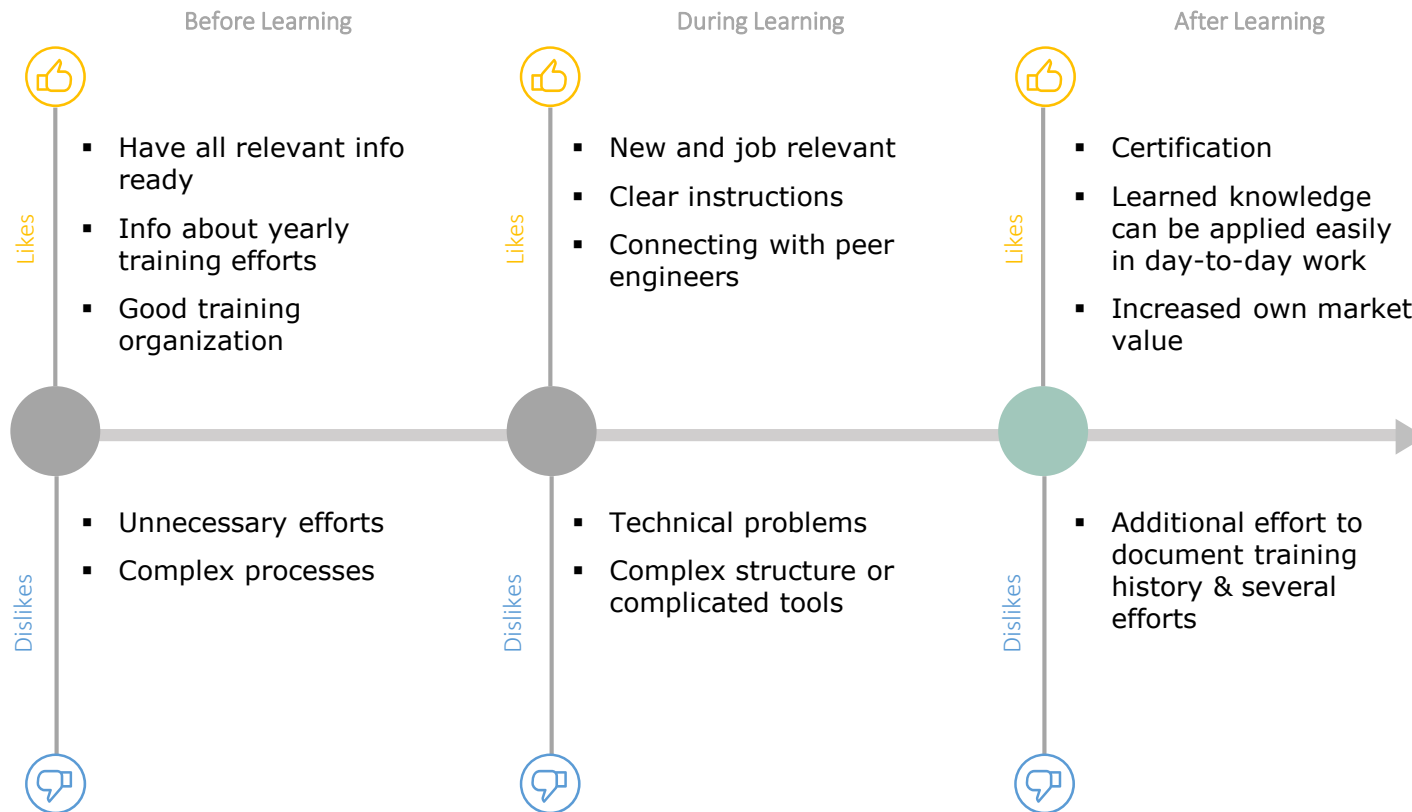 Before Learning
During Learning
After Learning
Likes
▪ Have all relevant info
ready
▪ Info about yearly
training efforts
▪ Good training
organization
Likes
▪ New and job relevant
▪ Clear instructions
▪ Connecting with peer
engineers
Likes
▪ Certification
▪ Learned knowledge
can be applied easily
in day-to-day work
▪ Increased own market
value
Dislikes
▪ Unnecessary efforts
▪ Complex processes
Dislikes
▪ Technical problems
▪ Complex structure or
complicated tools
Dislikes
▪ Additional effort to
document training
history & several
efforts